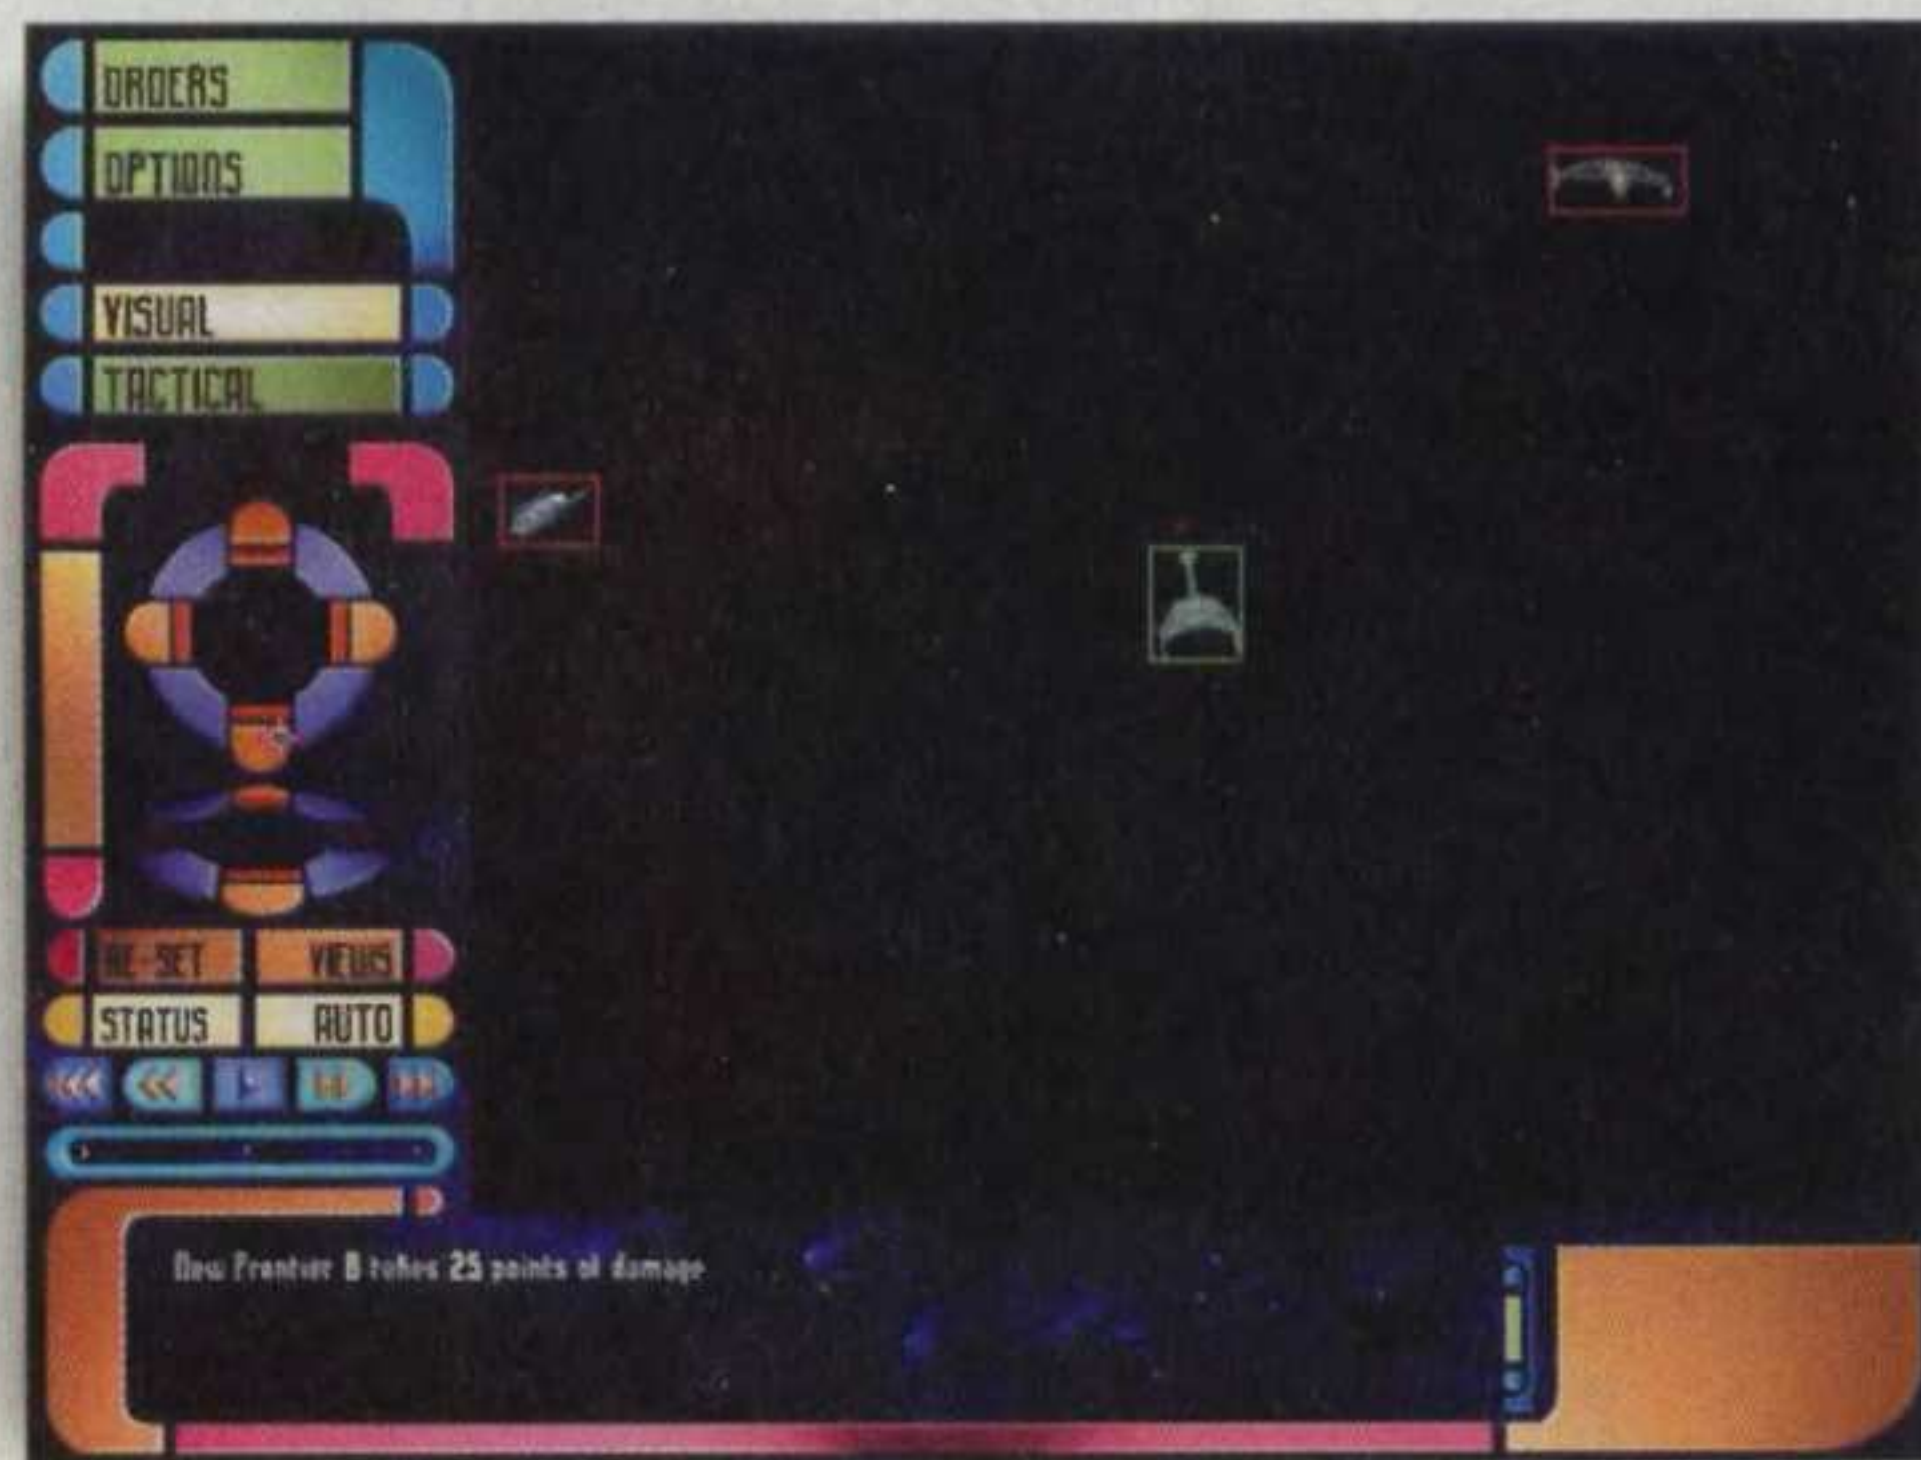 ORDERS
OPTIONS
VISUAL
TACTICAL
RE-SET VIEWS
STATUS AUTO
New Frontier 8 takes 25 points of damage